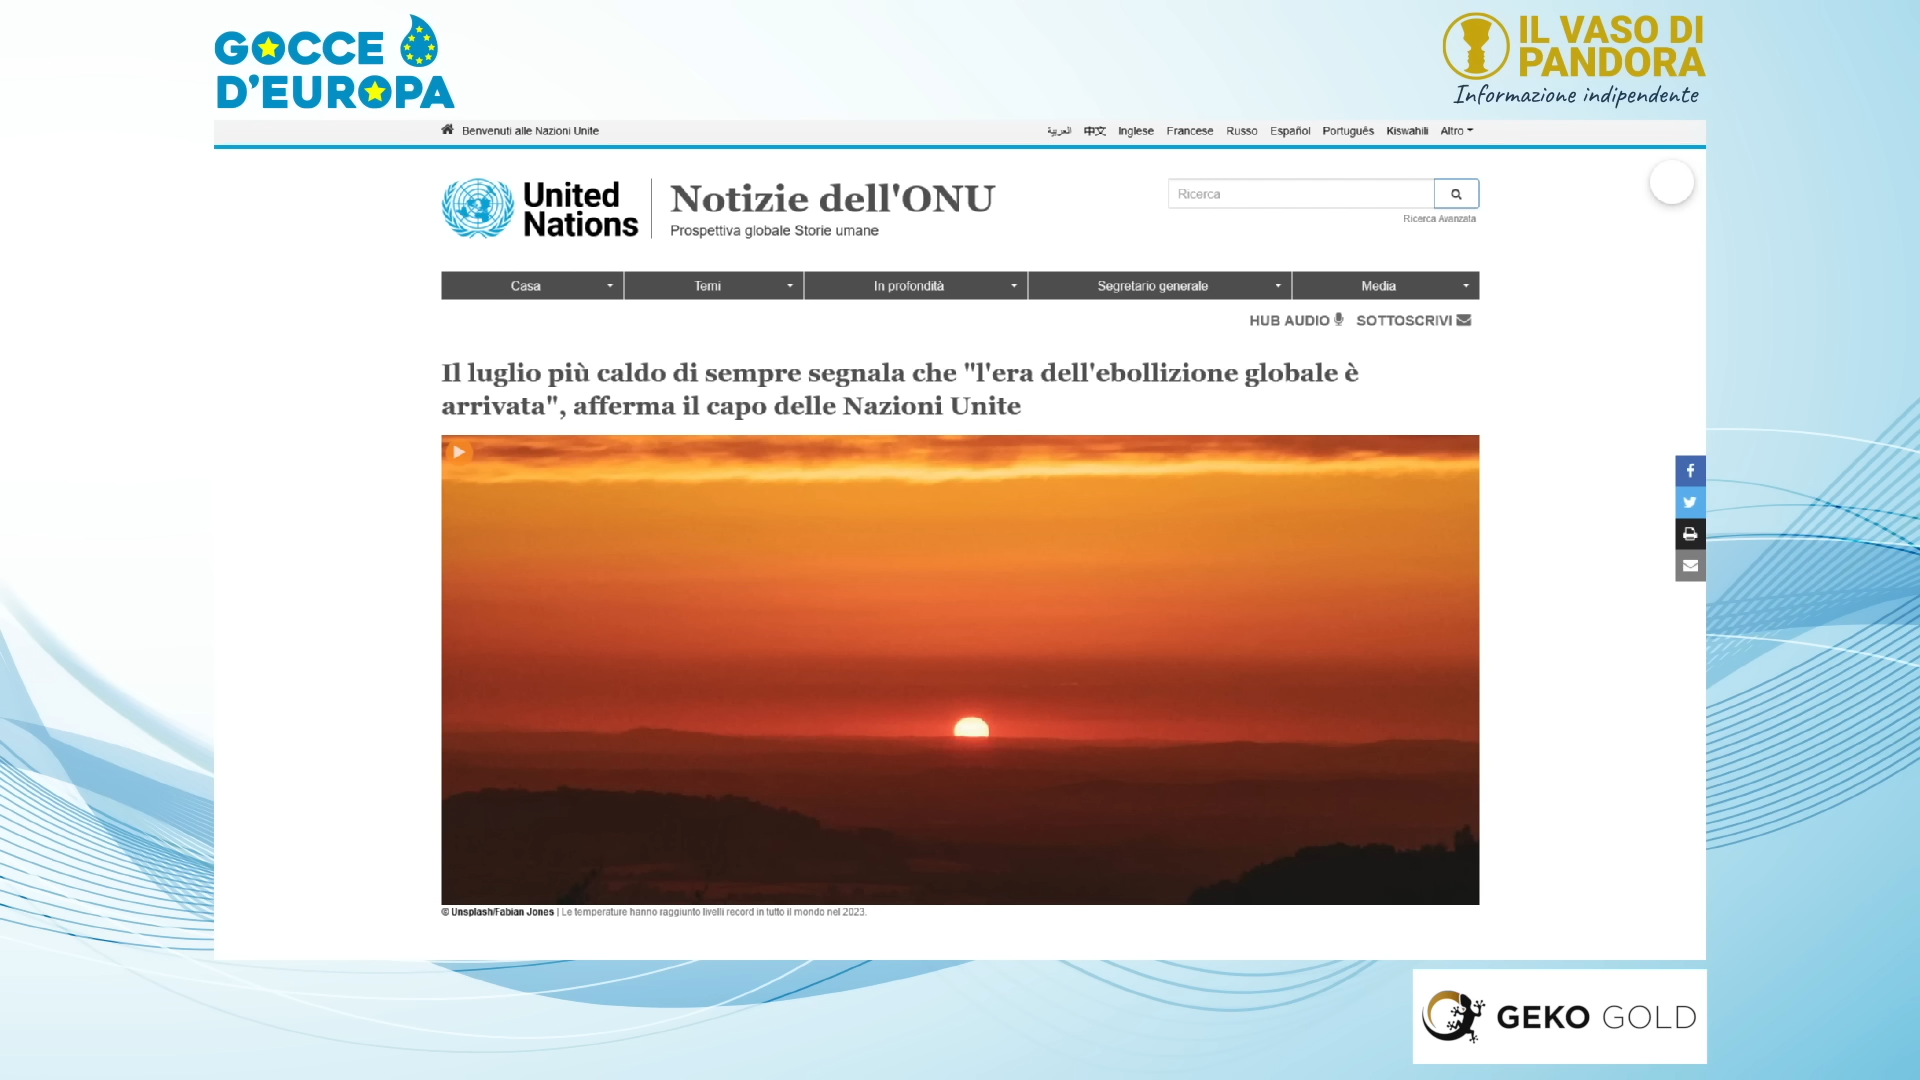 GOCCE
D'EUROPA
IL VASO DI
PANDORA
Informazione indipendente
Benvenuti alle Nazioni Unite
العربية 中文 Inglese Francese Russo Español Português Kiswahili Altro
United
Nations
Notizie dell'ONU
Prospettiva globale Storie umane
Ricerca
Ricerca Avanzata
Casa Temi In profondità Segretario generale Media
HUB AUDIO SOTTOSCRIVI
Il luglio più caldo di sempre segnala che "l'era dell'ebollizione globale è
arrivata", afferma il capo delle Nazioni Unite
© Unsplash/Fabian Jones | Le temperature hanno raggiunto livelli record in tutto il mondo nel 2023.
GEKO GOLD